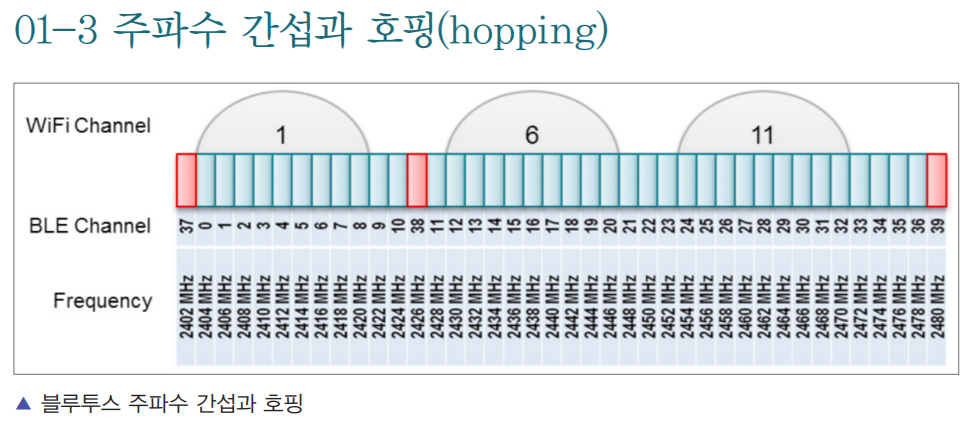 01-3 주파수 간섭과 호핑(hopping)
WiFi Channel 1 6 11
BLE Channel 37 0 1 2 3 4 5 6 7 8 9 10 38 11 12 13 14 15 16 17 18 19 20 21 22 23 24 25 26 27 28 29 30 31 32 33 34 35 36 39
Frequency 2402 MHz 2404 MHz 2406 MHz 2408 MHz 2410 MHz 2412 MHz 2414 MHz 2416 MHz 2418 MHz 2420 MHz 2422 MHz 2424 MHz 2426 MHz 2428 MHz 2430 MHz 2432 MHz 2434 MHz 2436 MHz 2438 MHz 2440 MHz 2442 MHz 2444 MHz 2446 MHz 2448 MHz 2450 MHz 2452 MHz 2454 MHz 2456 MHz 2458 MHz 2460 MHz 2462 MHz 2464 MHz 2466 MHz 2468 MHz 2470 MHz 2472 MHz 2474 MHz 2476 MHz 2478 MHz 2480 MHz
▲ 블루투스 주파수 간섭과 호핑